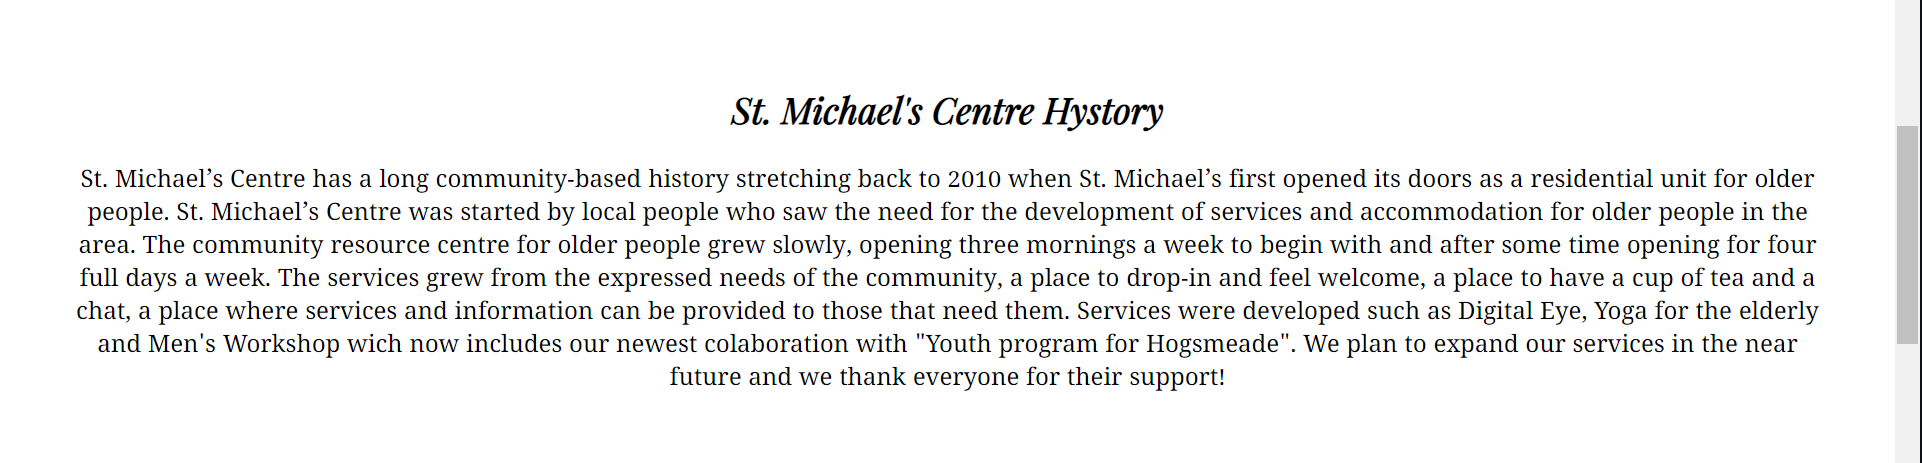 St. Michael's Centre Hystory
St. Michael’s Centre has a long community-based history stretching back to 2010 when St. Michael’s first opened its doors as a residential unit for older
people. St. Michael’s Centre was started by local people who saw the need for the development of services and accommodation for older people in the
area. The community resource centre for older people grew slowly, opening three mornings a week to begin with and after some time opening for four
full days a week. The services grew from the expressed needs of the community, a place to drop-in and feel welcome, a place to have a cup of tea and a
chat, a place where services and information can be provided to those that need them. Services were developed such as Digital Eye, Yoga for the elderly
and Men's Workshop wich now includes our newest colaboration with "Youth program for Hogsmeade". We plan to expand our services in the near
future and we thank everyone for their support!